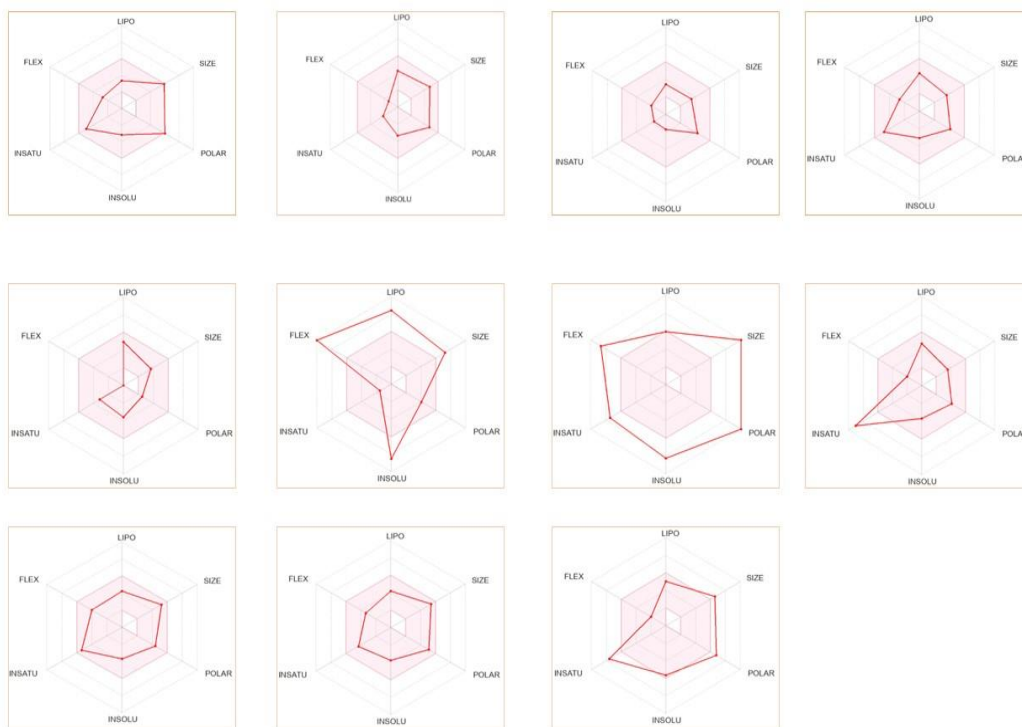 LIPO
FLEX
SIZE
INSATU
POLAR
INSOLU
LIPO
FLEX
SIZE
INSATU
POLAR
INSOLU
LIPO
FLEX
SIZE
INSATU
POLAR
INSOLU
LIPO
FLEX
SIZE
INSATU
POLA
INSOLU
LIPO
FLEX
SIZE
INSATU
POLAR
INSOLU
LIPO
FLEX
SIZE
INSATU
POLAR
INSOLU
LIPO
FLEX
SIZE
INSATU
POLAR
INSOLU
LIPO
FLEX
SIZE
INSATU
POLA
INSOLU
LIPO
FLEX
SIZE
INSATU
POLAR
INSOLU
LIPO
FLEX
SIZE
INSATU
POLAR
INSOLU
LIPO
FLEX
SIZE
INSATU
POLAR
INSOLU